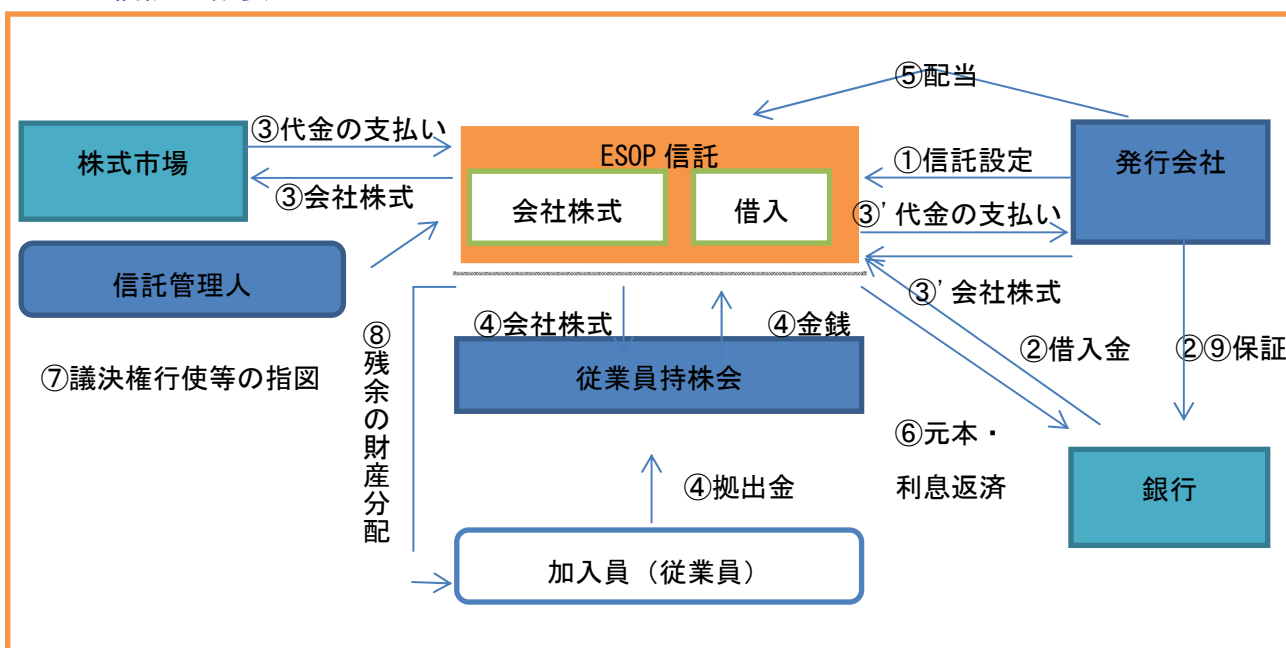 ⑤配当
③代金の支払い
株式市場
ESOP 信託
①信託設定
発行会社
③会社株式
会社株式
借入
③’代金の支払い
信託管理人
③’会社株式
④会社株式
④金銭
②借入金
②⑨保証
⑦議決権行使等の指図
⑧残余の財産分配
従業員持株会
⑥元本・
利息返済
④拠出金
銀行
加入員（従業員）